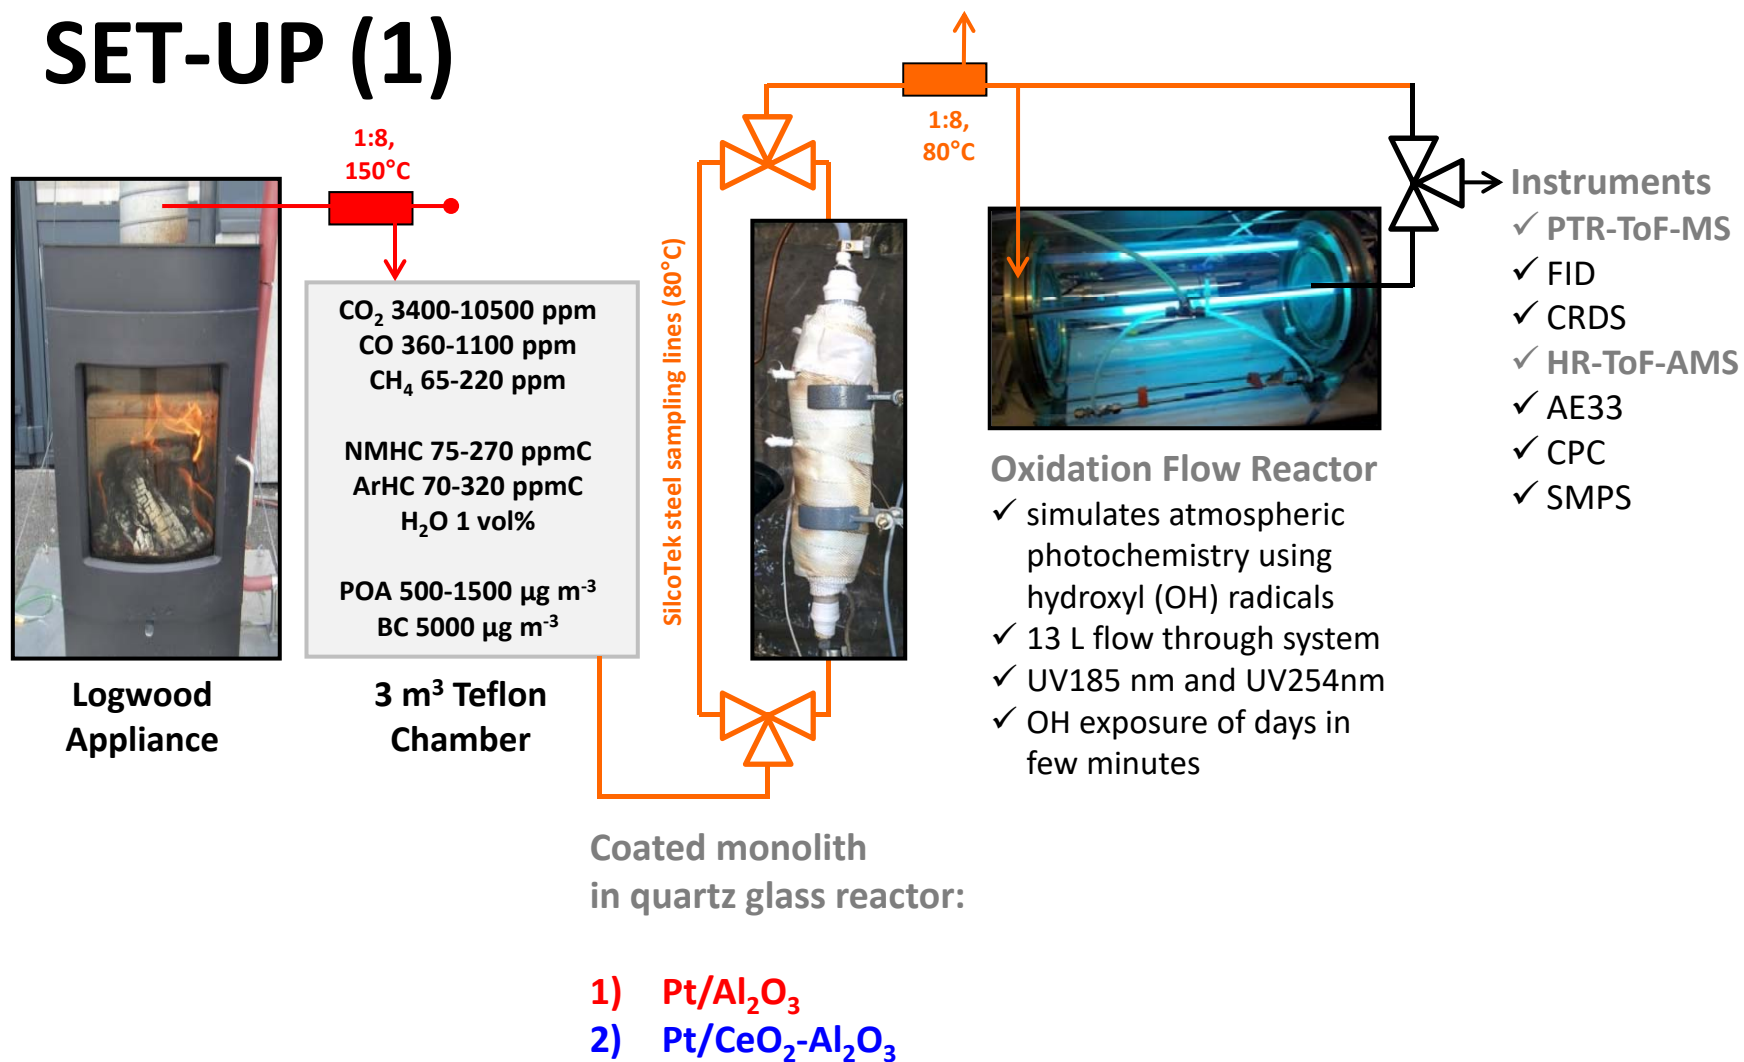 SET-UP (1)
1:8,
150°C
1:8,
80°C
CO₂ 3400-10500 ppm
CO 360-1100 ppm
CH₄ 65-220 ppm
NMHC 75-270 ppmC
ArHC 70-320 ppmC
H₂O 1 vol%
POA 500-1500 µg m⁻³
BC 5000 µg m⁻³
Logwood
Appliance
3 m³ Teflon
Chamber
SilcoTek steel sampling lines (80°C)
Coated monolith
in quartz glass reactor:
1) Pt/Al₂O₃
2) Pt/CeO₂-Al₂O₃
Oxidation Flow Reactor
✓ simulates atmospheric
photochemistry using
hydroxyl (OH) radicals
✓ 13 L flow through system
✓ UV185 nm and UV254nm
✓ OH exposure of days in
few minutes
Instruments
✓ PTR-ToF-MS
✓ FID
✓ CRDS
✓ HR-ToF-AMS
✓ AE33
✓ CPC
✓ SMPS